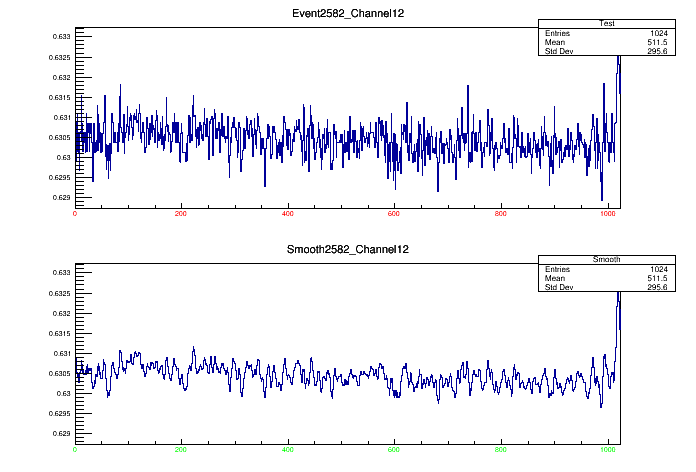 Event2582_Channel12
Test
Entries 1024
Mean 511.5
Std Dev 295.6
0.633
0.6325
0.632
0.6315
0.631
0.6305
0.63
0.6295
0.629
0 200 400 600 800 1000
Smooth2582_Channel12
Smooth
Entries 1024
Mean 511.5
Std Dev 295.6
0.633
0.6325
0.632
0.6315
0.631
0.6305
0.63
0.6295
0.629
0 200 400 600 800 1000